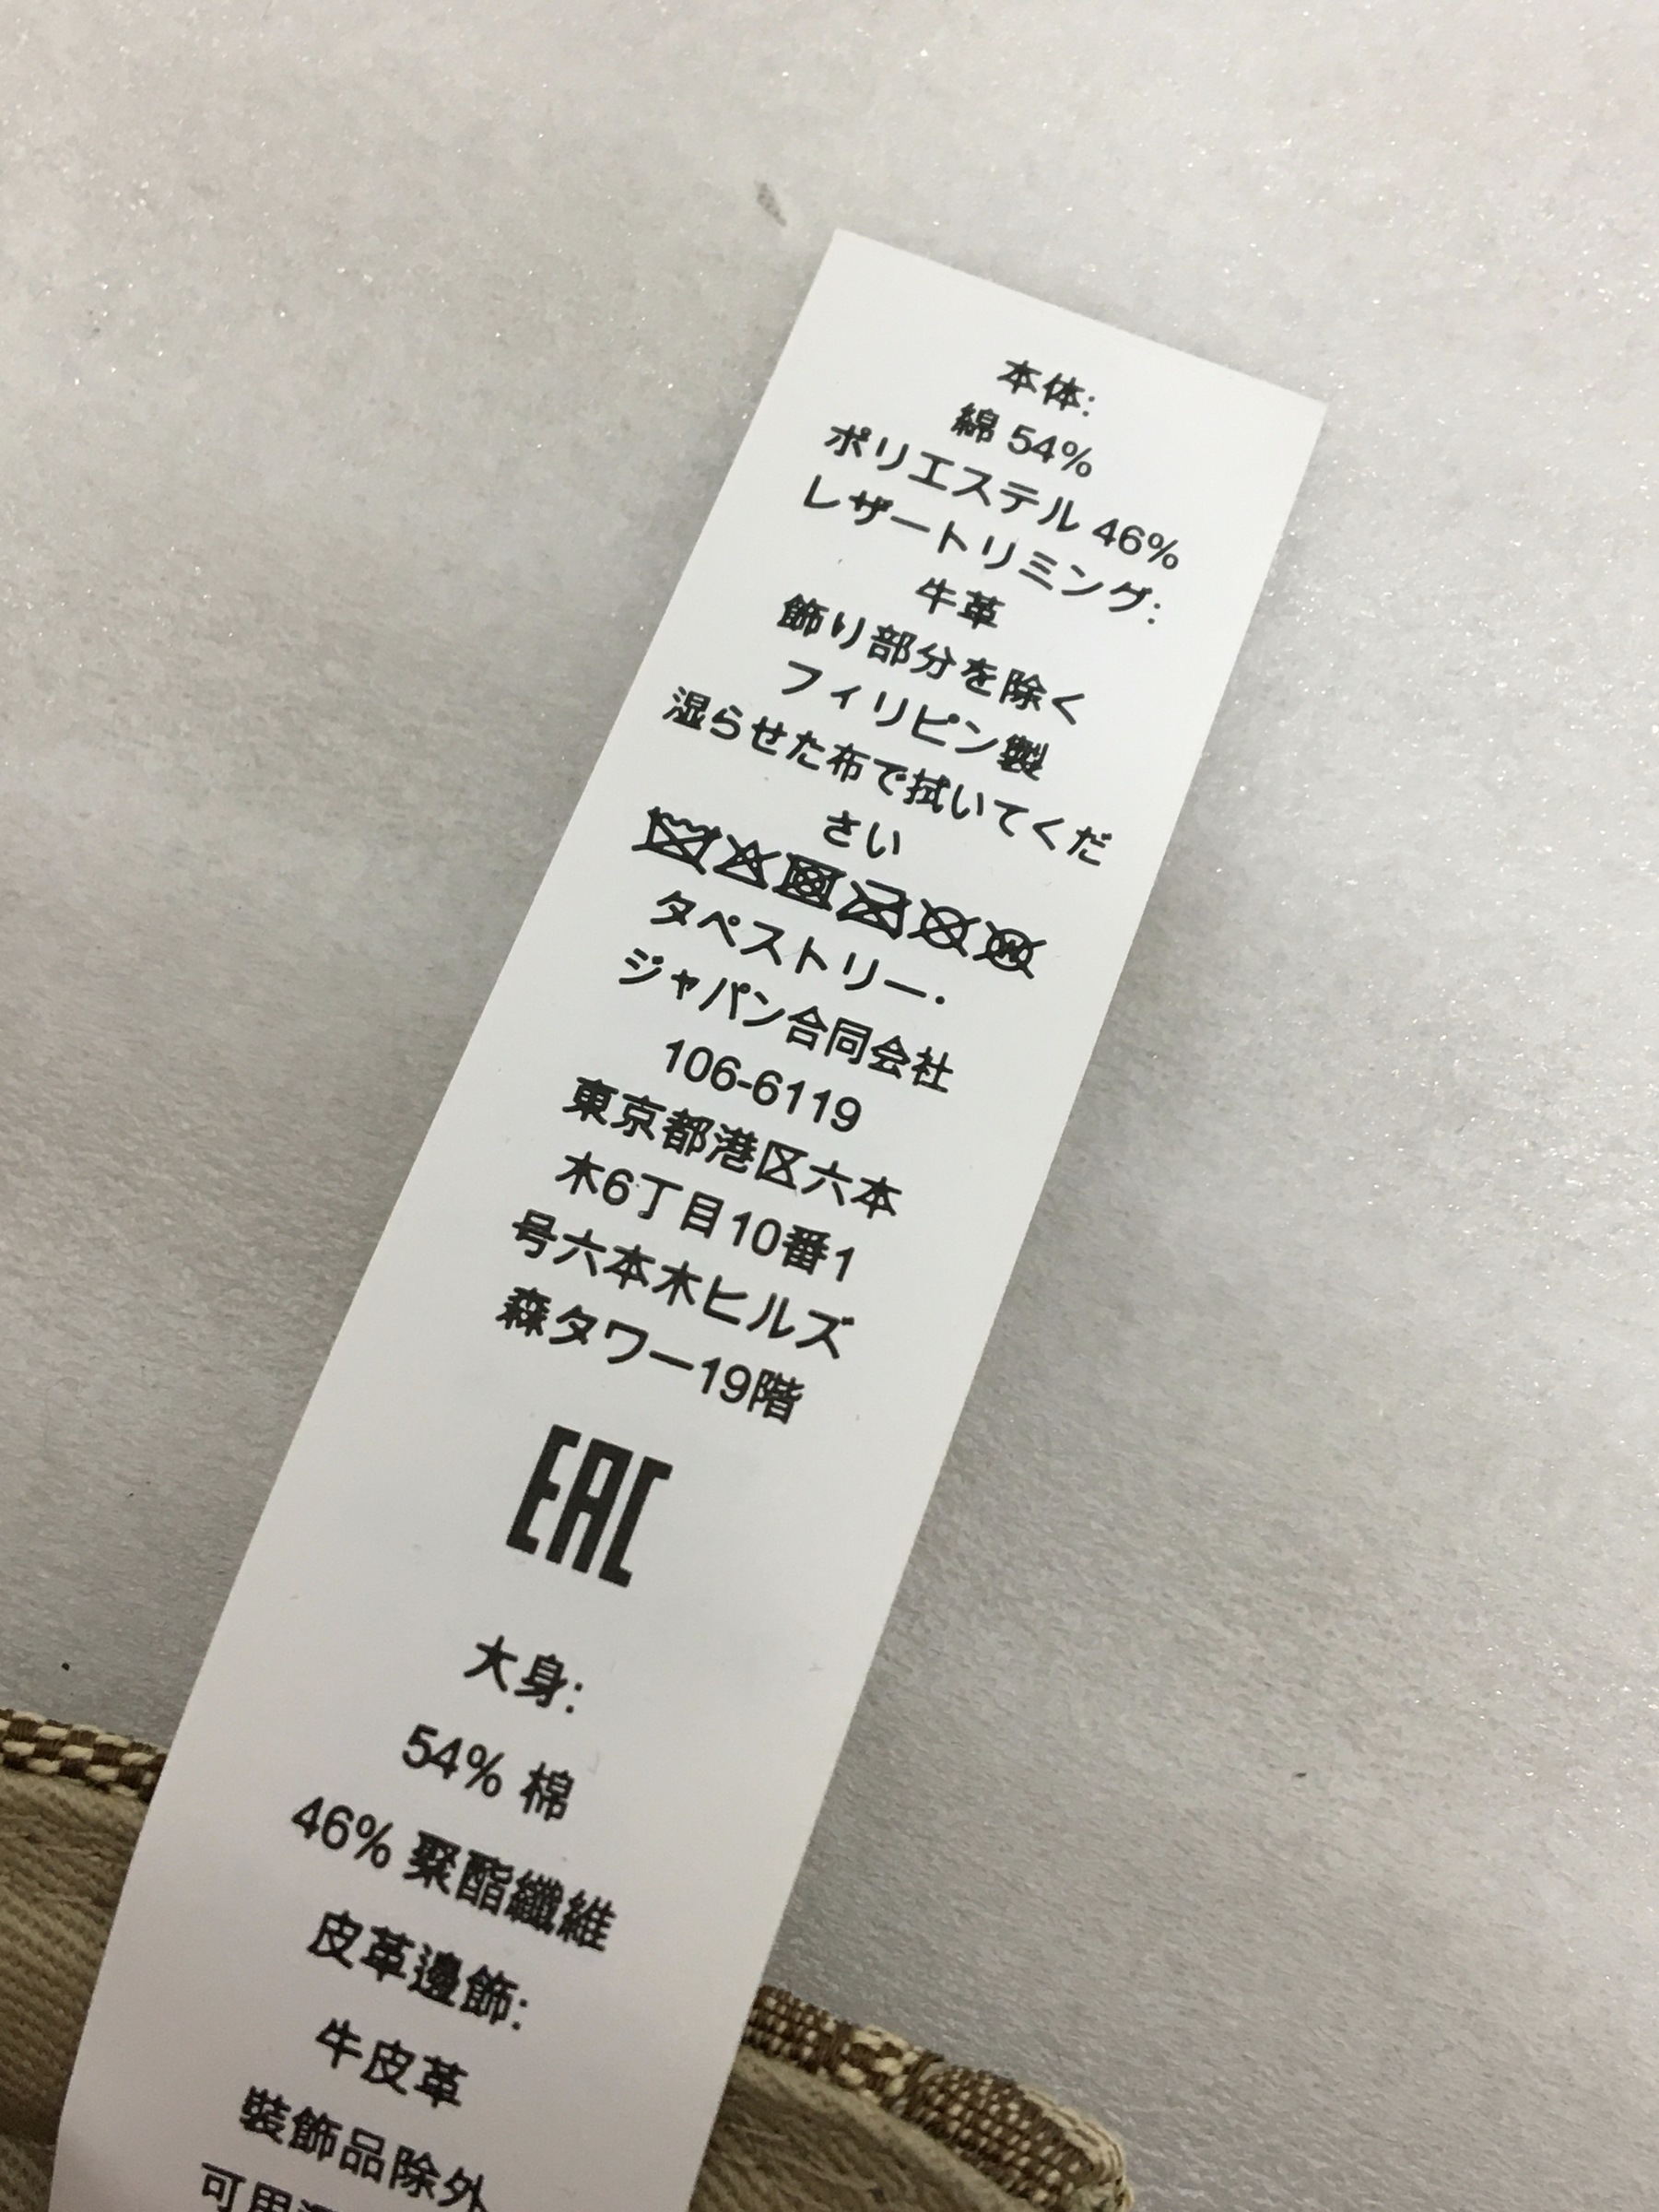 本体:
綿 54%
ポリエステル 46%
レザートリミング:
牛革
飾り部分を除く
フィリピン製
湿らせた布で拭いてくだ
さい
タペストリー・
ジャパン合同会社
106-6119
東京都港区六本
木6丁目10番1
号六本木ヒルズ
森タワー19階
EAC
大身:
54% 棉
46% 聚酯纖維
皮革邊飾:
牛皮革
裝飾品除外
可用